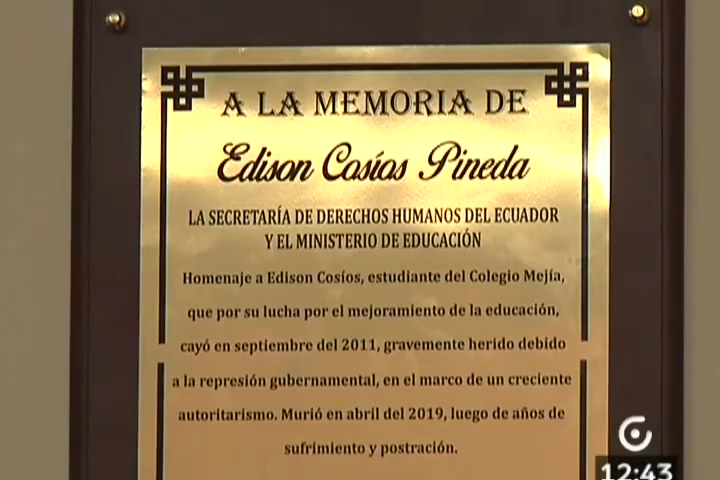 A LA MEMORIA DE
Edison Cosíos Pineda
LA SECRETARÍA DE DERECHOS HUMANOS DEL ECUADOR
Y EL MINISTERIO DE EDUCACIÓN
Homenaje a Edison Cosíos, estudiante del Colegio Mejía,
que por su lucha por el mejoramiento de la educación,
cayó en septiembre del 2011, gravemente herido debido
a la represión gubernamental, en el marco de un creciente
autoritarismo. Murió en abril del 2019, luego de años de
sufrimiento y postración.
12:43